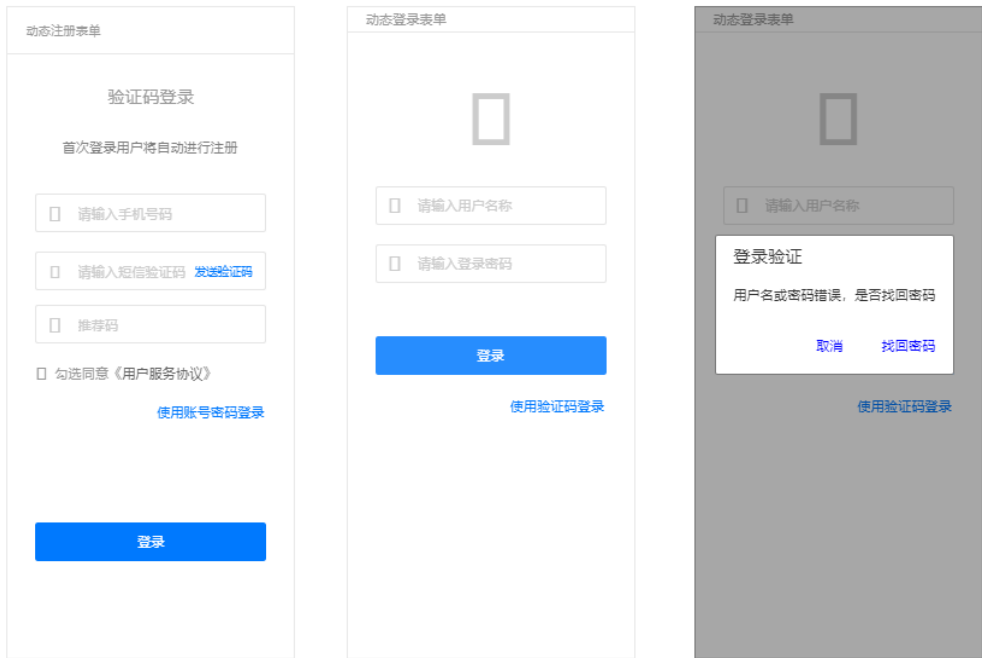 动态注册表单
验证码登录
首次登录用户将自动进行注册
请输入手机号码
请输入短信验证码 发送验证码
推荐码
勾选同意《用户服务协议》
使用账号密码登录
登录
动态登录表单
请输入用户名称
请输入登录密码
登录
使用验证码登录
动态登录表单
请输入用户名称
登录验证
用户名或密码错误，是否找回密码
取消 找回密码
使用验证码登录